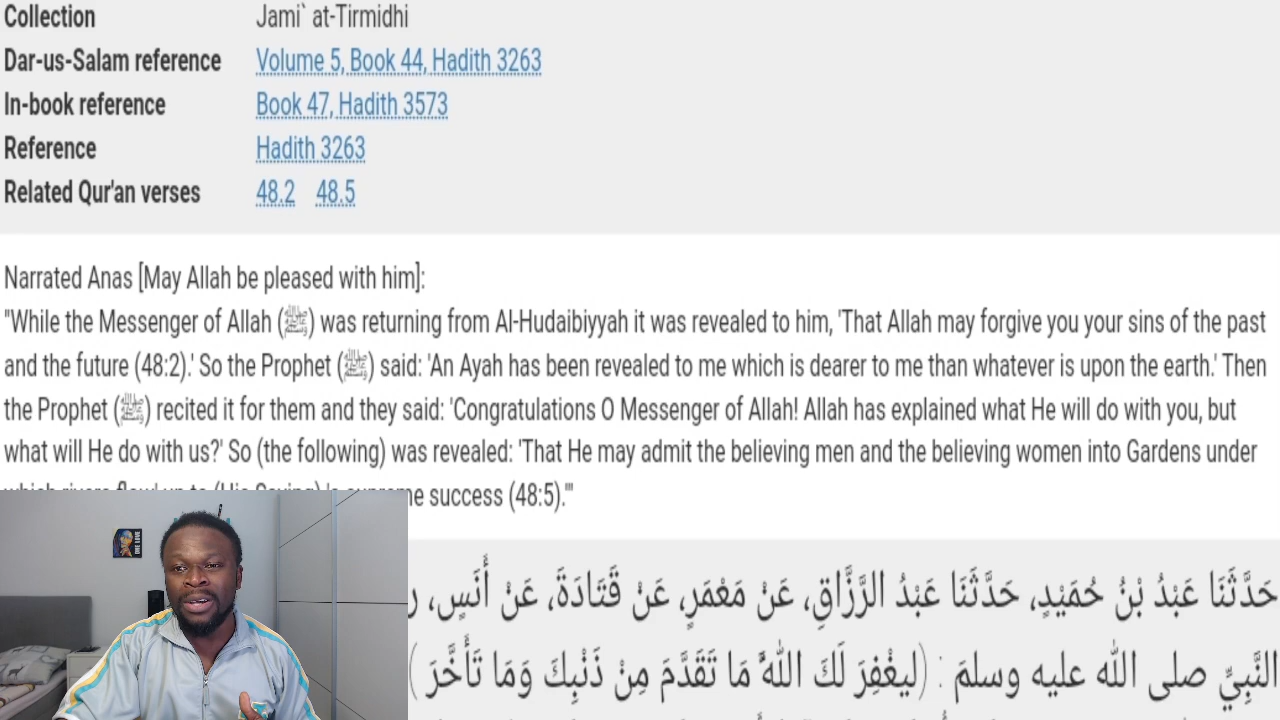 Collection Jami` at-Tirmidhi
Dar-us-Salam reference Volume 5, Book 44, Hadith 3263
In-book reference Book 47, Hadith 3573
Reference Hadith 3263
Related Qur'an verses 48.2 48.5
Narrated Anas [May Allah be pleased with him]:
"While the Messenger of Allah (ﷺ) was returning from Al-Hudaibiyyah it was revealed to him, 'That Allah may forgive you your sins of the past
and the future (48:2).' So the Prophet (ﷺ) said: 'An Ayah has been revealed to me which is dearer to me than whatever is upon the earth.' Then
the Prophet (ﷺ) recited it for them and they said: 'Congratulations O Messenger of Allah! Allah has explained what He will do with you, but
what will He do with us?' So (the following) was revealed: 'That He may admit the believing men and the believing women into Gardens under
success (48:5).'"
حَدَّثَنَا عَبْدُ بْنُ حُمَيْدٍ، حَدَّثَنَا عَبْدُ الرَّزَّاقِ، عَنْ مَعْمَرٍ، عَنْ قَتَادَةَ، عَنْ أَنَسٍ،
النَّبِيِّ صلى الله عليه وسلم ‏:‏ ‏(‏ليغْفِرَ لَكَ اللَّهُ مَا تَقَدَّمَ مِنْ ذَنْبِكَ وَمَا تَأَخَّرَ ‏)